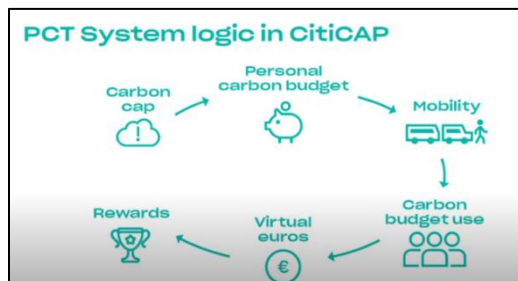 PCT System logic in CitiCAP
Personal
carbon budget
Carbon
cap
Mobility
Carbon
budget use
Virtual
euros
Rewards